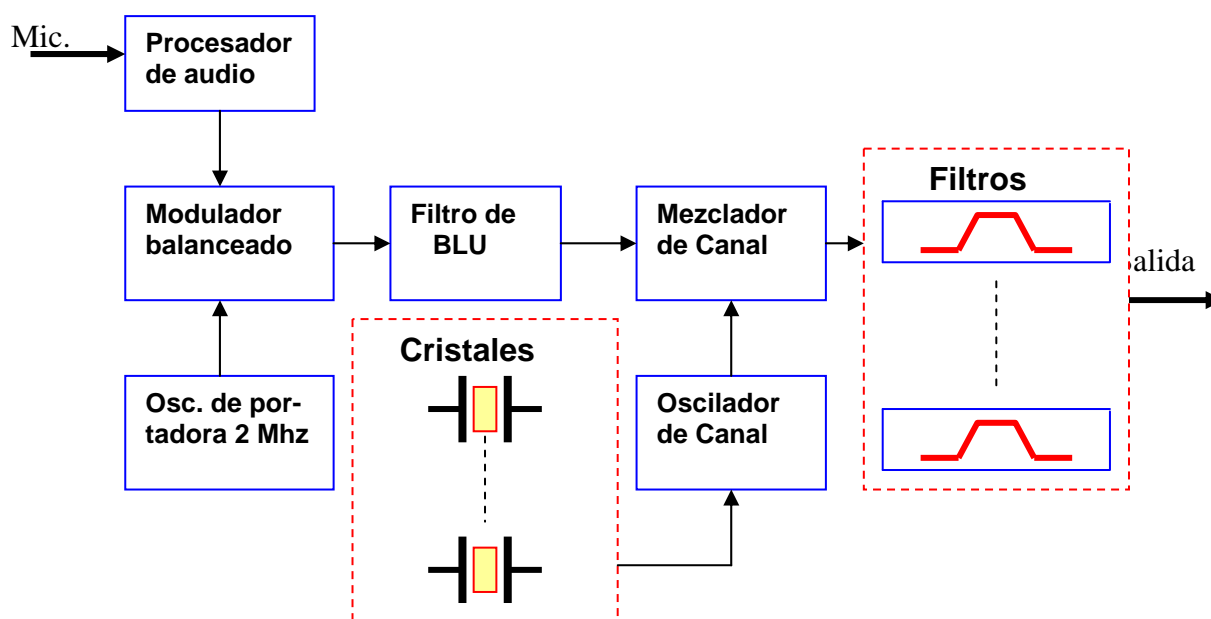 Mic.
Procesador
de audio
Modulador
balanceado
Filtro de
BLU
Mezclador
de Canal
Filtros
alida
Cristales
Osc. de por-
tadora 2 Mhz
Oscilador
de Canal